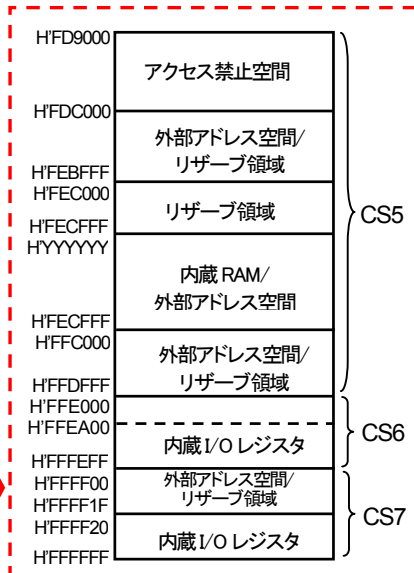 H'FD9000
アクセス禁止空間
H'FDC000
外部アドレス空間/
リザーブ領域
H'FEBFFF
H'FEC000
リザーブ領域
CS5
H'FECFFF
H'YYYYYY
内蔵 RAM/
外部アドレス空間
H'FECFFF
H'FFC000
外部アドレス空間/
リザーブ領域
H'FFDFFF
H'FFE000
H'FFEA00
CS6
内蔵 I/O レジスタ
H'FFFEFF
H'FFFF00
外部アドレス空間/
リザーブ領域
H'FFFF1F
CS7
H'FFFF20
内蔵 I/O レジスタ
H'FFFFFF